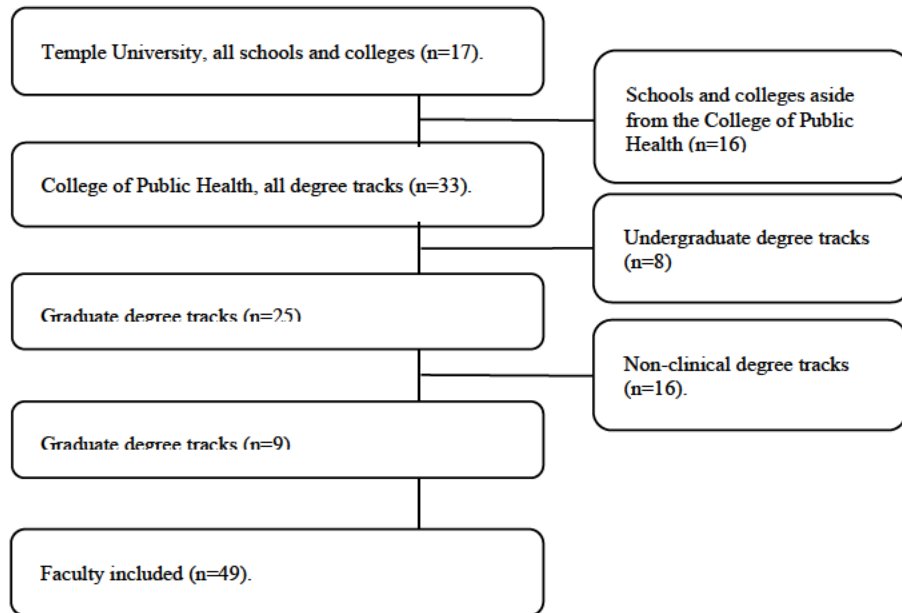 Temple University, all schools and colleges (n=17).
Schools and colleges aside
from the College of Public
Health (n=16)
College of Public Health, all degree tracks (n=33).
Undergraduate degree tracks
(n=8)
Graduate degree tracks (n=25)
Non-clinical degree tracks
(n=16).
Graduate degree tracks (n=9)
Faculty included (n=49).